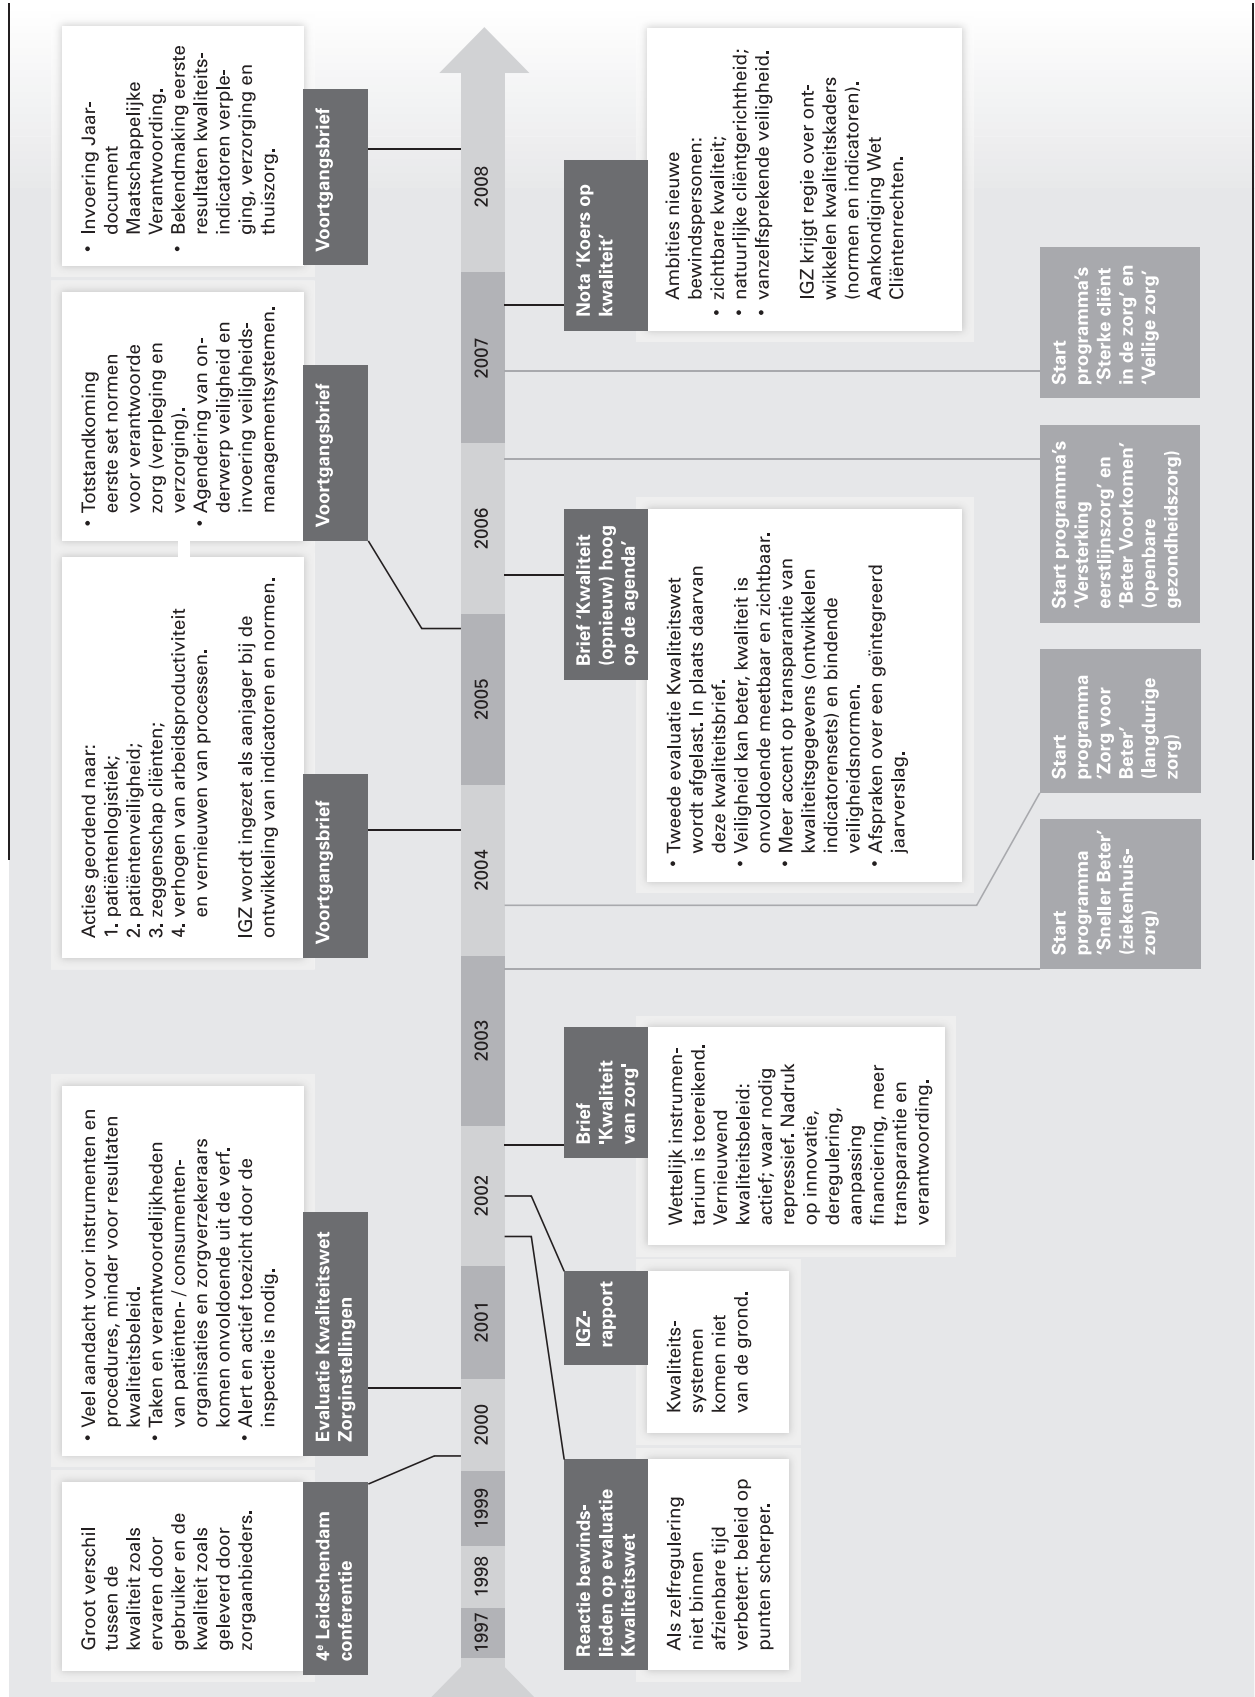 Groot verschil
tussen de
kwaliteit zoals
ervaren door
gebruiker en de
kwaliteit zoals
geleverd door
zorgaanbieders.
4e Leidschendam
conferentie
• Veel aandacht voor instrumenten en
procedures, minder voor resultaten
kwaliteitsbeleid.
• Taken en verantwoordelijkheden
van patiënten- / consumenten-
organisaties en zorgverzekeraars
komen onvoldoende uit de verf.
• Alert en actief toezicht door de
inspectie is nodig.
Evaluatie Kwaliteitswet
Zorginstellingen
Acties geordend naar:
1. patiëntenlogistiek;
2. patiëntenveiligheid;
3. zeggenschap cliënten;
4. verhogen van arbeidsproductiviteit
en vernieuwen van processen.
IGZ wordt ingezet als aanjager bij de
ontwikkeling van indicatoren en normen.
Voortgangsbrief
• Totstandkoming
eerste set normen
voor verantwoorde
zorg (verpleging en
verzorging).
• Agendering van on-
derwerp veiligheid en
invoering veiligheids-
managementsystemen.
Voortgangsbrief
• Invoering Jaar-
document
Maatschappelijke
Verantwoording.
• Bekendmaking eerste
resultaten kwaliteits-
indicatoren verple-
ging, verzorging en
thuiszorg.
Voortgangsbrief
1997
1998
1999
2000
2001
2002
2003
2004
2005
2006
2007
2008
Reactie bewinds-
lieden op evaluatie
Kwaliteitswet
Als zelfregulering
niet binnen
afzienbare tijd
verbetert: beleid op
punten scherper.
IGZ-
rapport
Kwaliteits-
systemen
komen niet
van de grond.
Brief
'Kwaliteit
van zorg'
Wettelijk instrumen-
tarium is toereikend.
Vernieuwend
kwaliteitsbeleid:
actief; waar nodig
repressief. Nadruk
op innovatie,
deregulering,
aanpassing
financiering, meer
transparantie en
verantwoording.
Brief ‘Kwaliteit
(opnieuw) hoog
op de agenda’
• Tweede evaluatie Kwaliteitswet
wordt afgelast. In plaats daarvan
deze kwaliteitsbrief.
• Veiligheid kan beter, kwaliteit is
onvoldoende meetbaar en zichtbaar.
• Meer accent op transparantie van
kwaliteitsgegevens (ontwikkelen
indicatorensets) en bindende
veiligheidsnormen.
• Afspraken over een geïntegreerd
jaarverslag.
Nota ‘Koers op
kwaliteit’
Ambities nieuwe
bewindspersonen:
• zichtbare kwaliteit;
• natuurlijke cliëntgerichtheid;
• vanzelfsprekende veiligheid.
IGZ krijgt regie over ont-
wikkelen kwaliteitskaders
(normen en indicatoren).
Aankondiging Wet
Cliëntenrechten.
Start
programma
‘Sneller Beter’
(ziekenhuis-
zorg)
Start
programma
‘Zorg voor
Beter’
(langdurige
zorg)
Start programma’s
‘Versterking
eerstlijnszorg’ en
‘Beter Voorkomen’
(openbare
gezondheidszorg)
Start
programma’s
‘Sterke cliënt
in de zorg’ en
‘Veilige zorg’